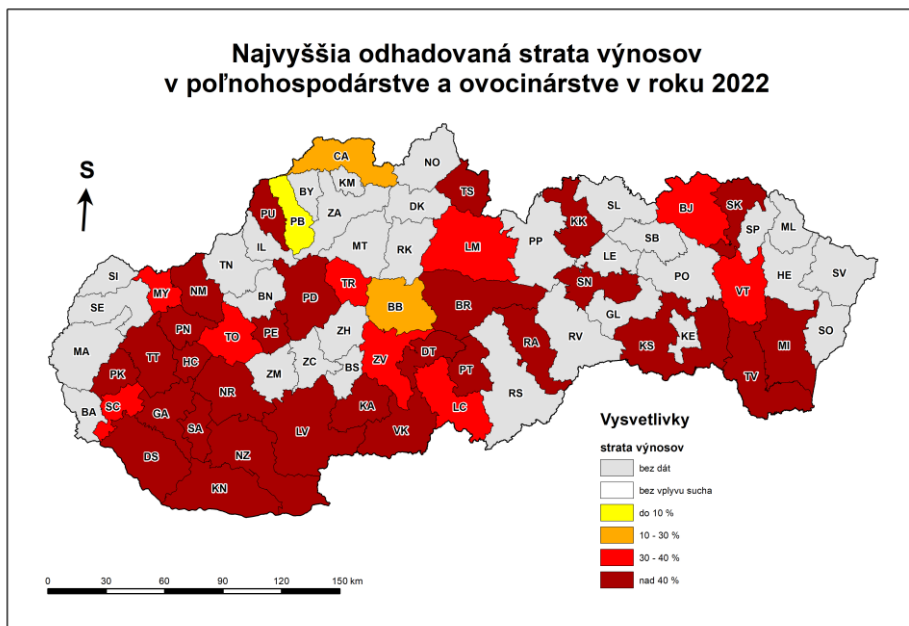 Najvyššia odhadovaná strata výnosov
v poľnohospodárstve a ovocinárstve v roku 2022
S
CA
NO
KM
BY
TS
PU
PB
ZA
DK
KK
SL
BJ
SK
SP
ML
IL
MT
RK
LM
PP
LE
SB
SI
TN
PO
HE
SV
MY
NM
BN
PD
TR
SN
VT
SE
BB
BR
GL
SO
PN
TO
PE
ZH
RA
RV
KS
KE
MI
MA
TT
HC
ZM
ZC
BS
ZV
DT
PT
TV
PK
NR
RS
BA
SC
GA
KA
LC
SA
LV
VK
DS
NZ
KN
Vysvetlivky
strata výnosov
bez dát
bez vplyvu sucha
do 10 %
10 - 30 %
30 - 40 %
nad 40 %
0 30 60 90 120 150 km